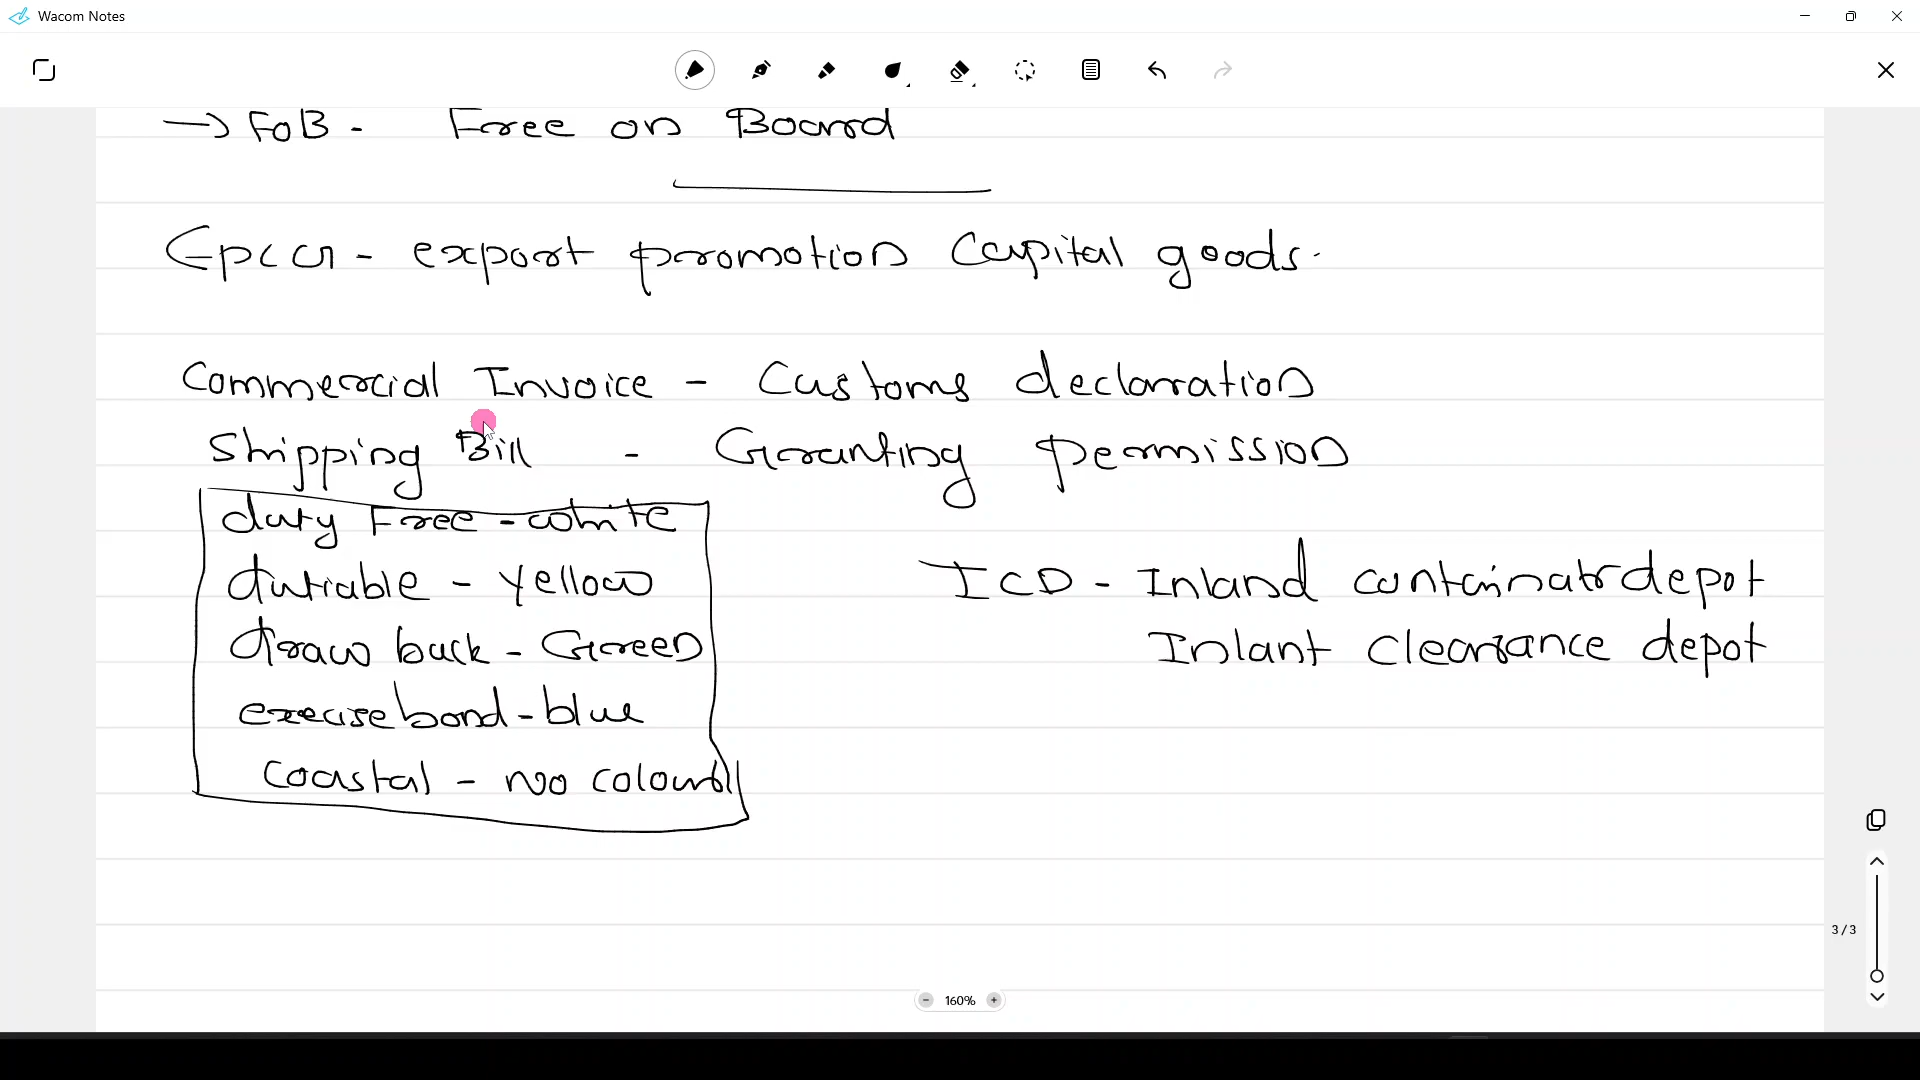 Wacom Notes
→ FOB - Free on Board
EPCG - export promotion Capital goods.
Commercial Invoice - Customs declaration
Shipping Bill - Granting permission
duty Free - white
dutiable - yellow
draw back - Green
execise bond - blue
Coastal - no colour
ICD - Inland containatr depot
Inlant Clearance depot
3 / 3
160%